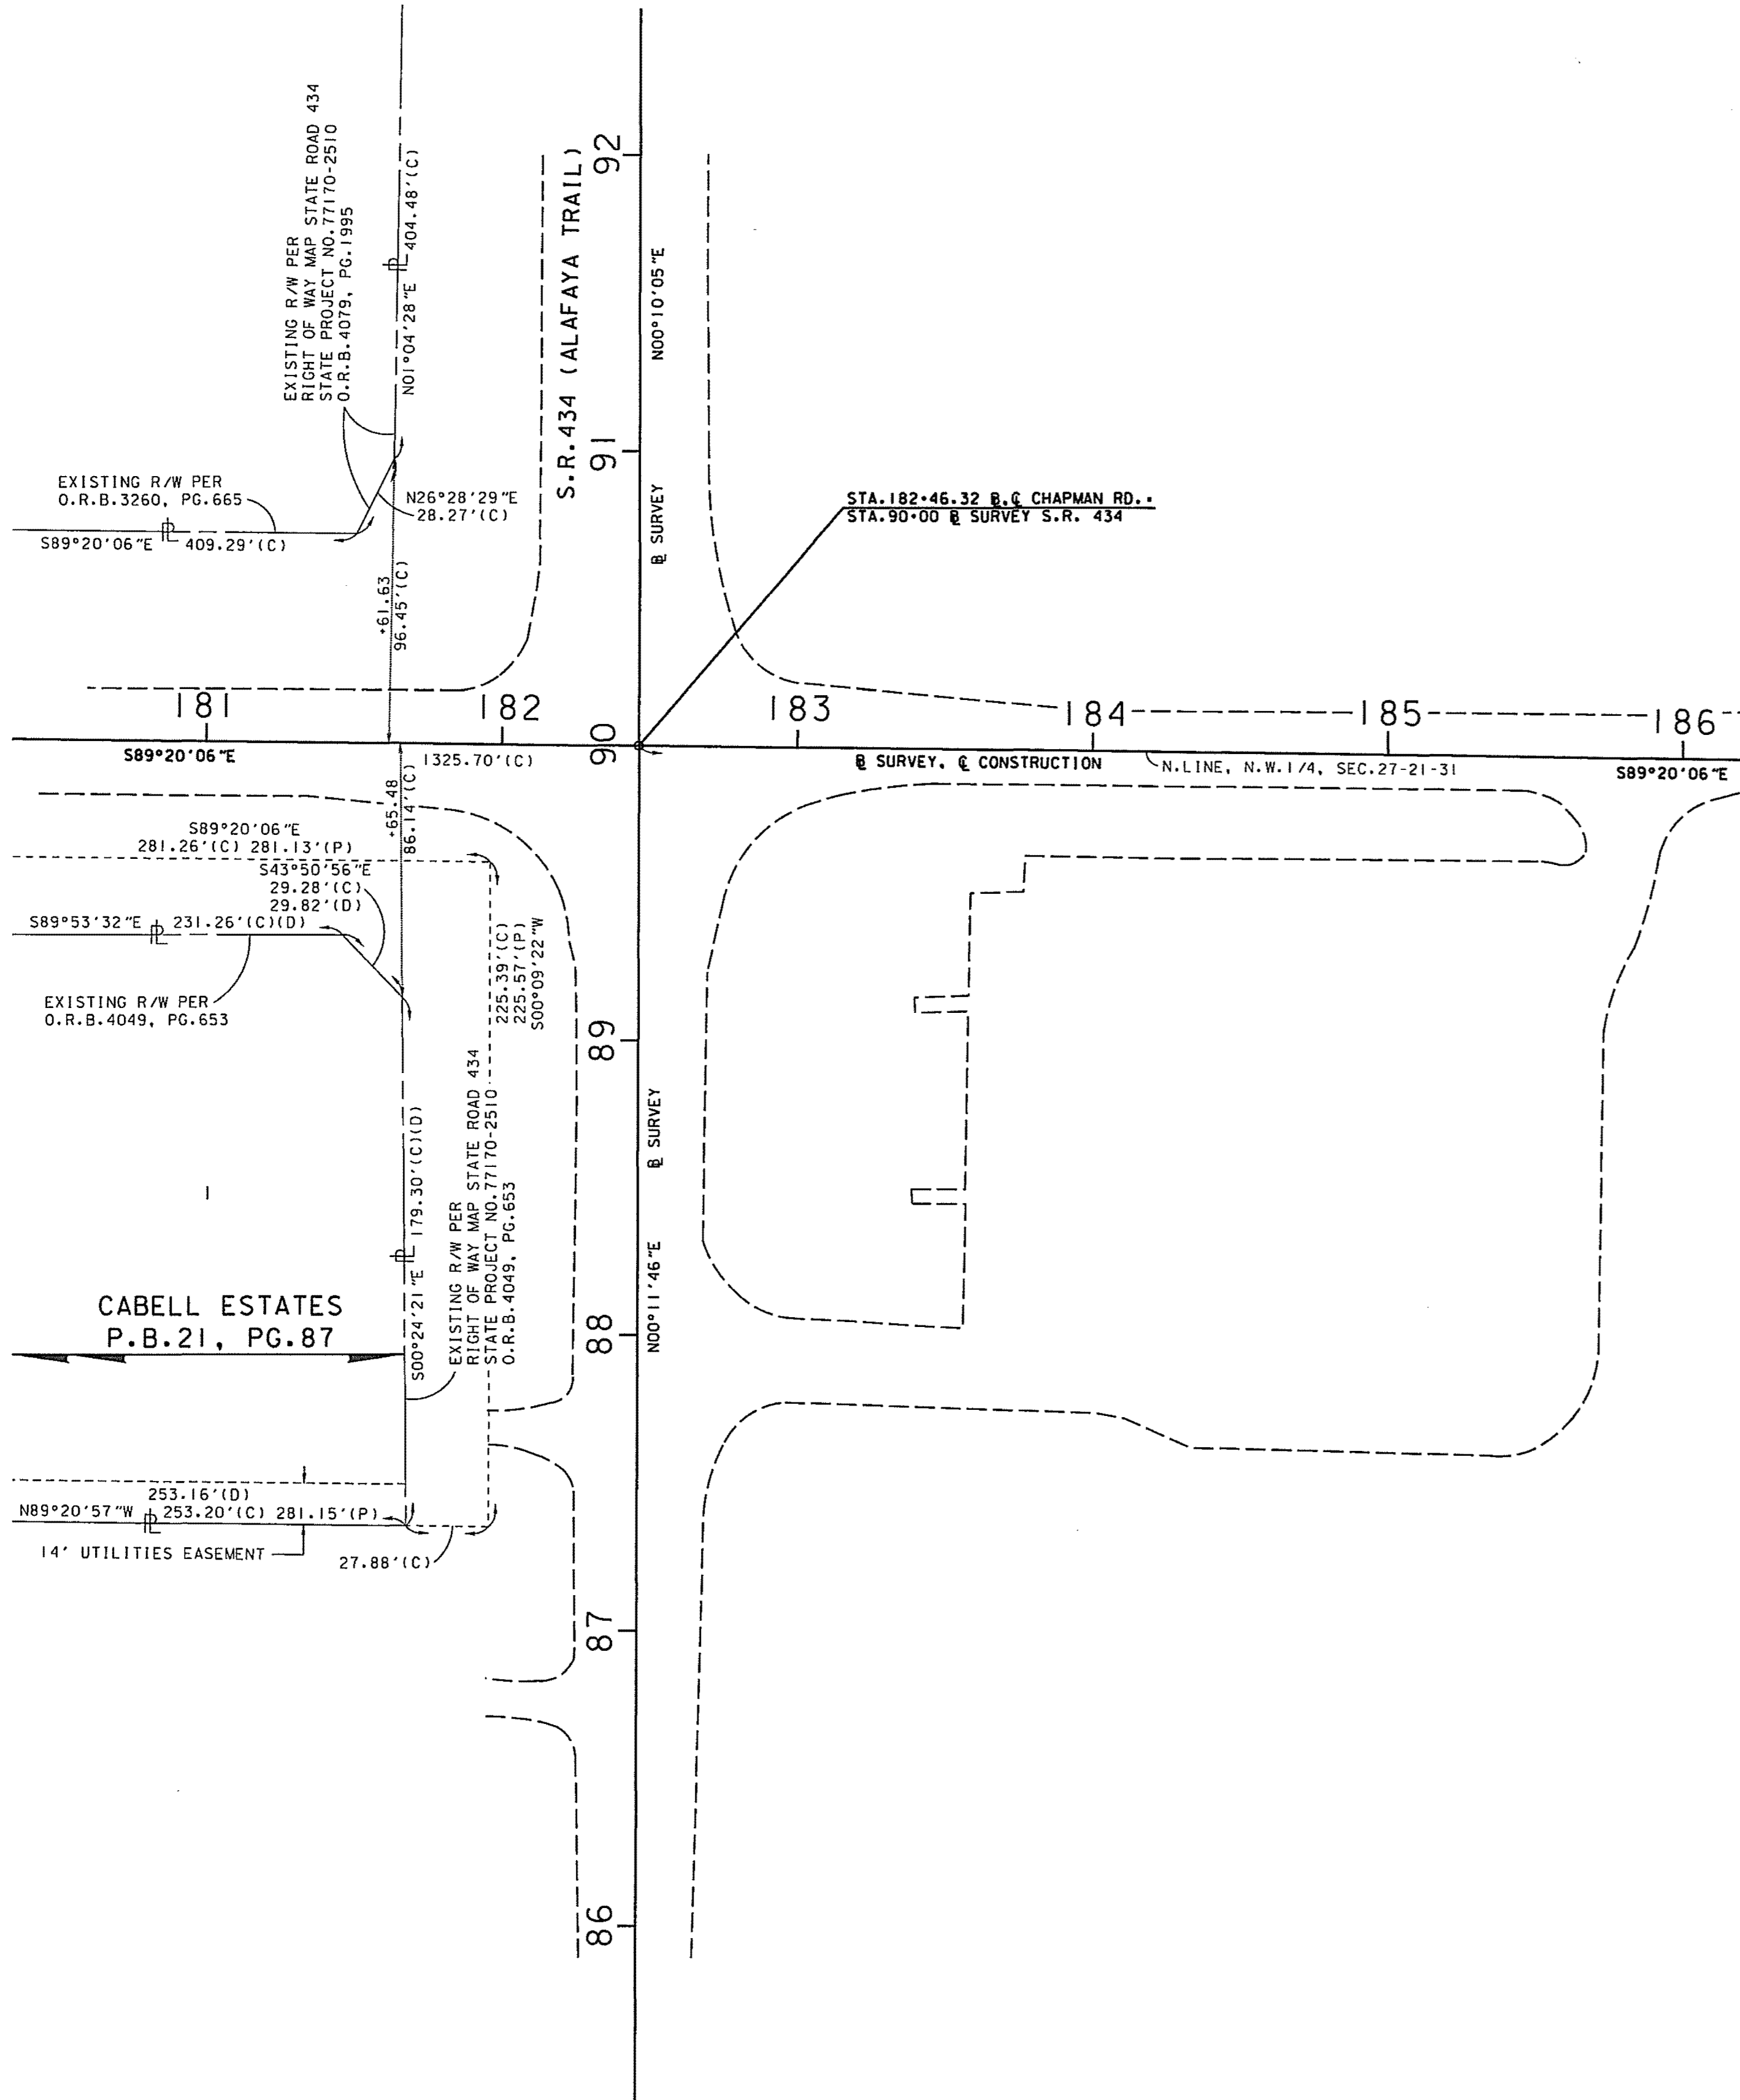 EXISTING R/W PER
RIGHT OF WAY MAP STATE ROAD 434
STATE PROJECT NO.77170-2510
O.R.B.4079, PG.1995
N01°04'28"E ℄ 404.48'(C)
S.R.434 (ALAFAYA TRAIL)
92
N00°10'05"E
℄ SURVEY
91
EXISTING R/W PER
O.R.B.3260, PG.665
N26°28'29"E
28.27'(C)
S89°20'06"E 409.29'(C)
STA.182+46.32 CHAPMAN RD. =
STA.90+00 SURVEY S.R. 434
+61.63
96.45'(C)
181
182
183
184
185
186
90
S89°20'06"E
1325.70'(C)
SURVEY, ℄ CONSTRUCTION
N.LINE, N.W.1/4, SEC.27-21-31
S89°20'06"E
+65.48
86.14'(C)
S89°20'06"E
281.26'(C) 281.13'(P)
S43°50'56"E
29.28'(C)
29.82'(D)
S89°53'32"E 231.26'(C)(D)
225.39'(C)
225.57'(P)
S00°09'22"W
EXISTING R/W PER
O.R.B.4049, PG.653
89
S00°24'21"E 179.30'(C)(D)
EXISTING R/W PER
RIGHT OF WAY MAP STATE ROAD 434
STATE PROJECT NO.77170-2510
O.R.B.4049, PG.653
SURVEY
N00°11'46"E
1
CABELL ESTATES
P.B.21, PG.87
88
253.16'(D)
N89°20'57"W 253.20'(C) 281.15'(P)
14' UTILITIES EASEMENT
27.88'(C)
87
86